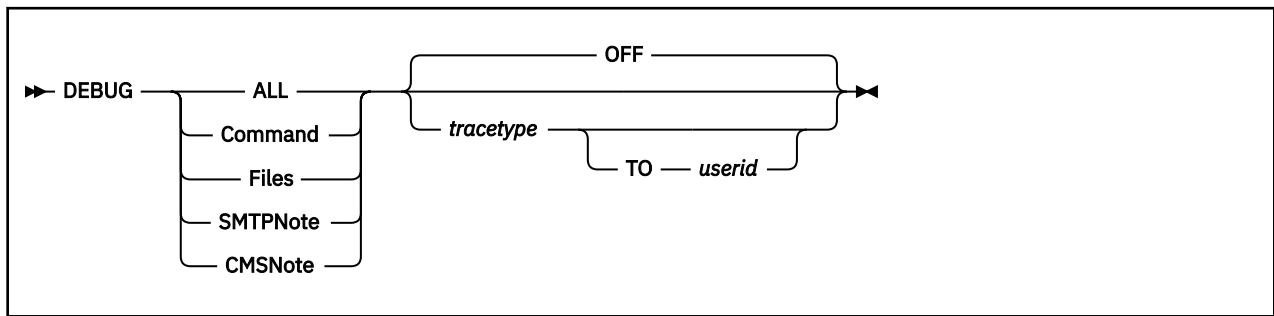 OFF
DEBUG ALL
Command tracetype
Files TO userid
SMTPNote
CMSNote